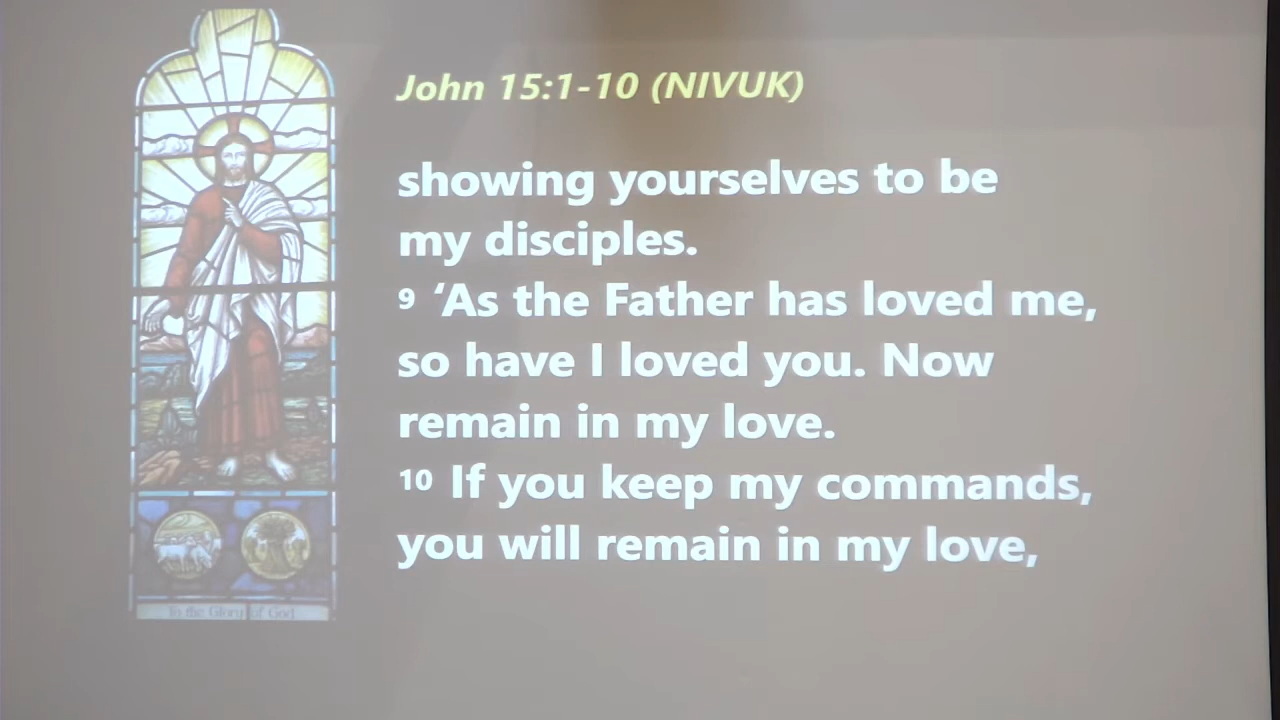 John 15:1-10 (NIVUK)
showing yourselves to be
my disciples.
9 ‘As the Father has loved me,
so have I loved you. Now
remain in my love.
10 If you keep my commands,
you will remain in my love,
To the Glory of God